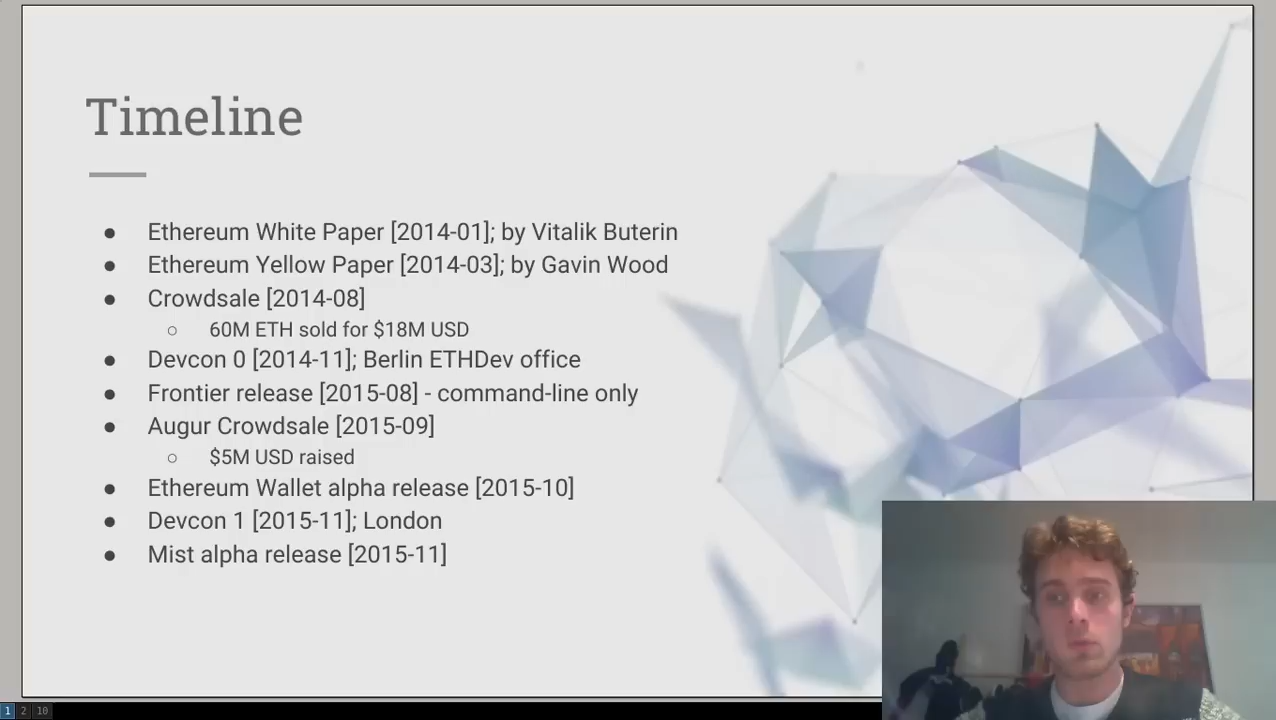 Timeline
● Ethereum White Paper [2014-01]; by Vitalik Buterin
● Ethereum Yellow Paper [2014-03]; by Gavin Wood
● Crowdsale [2014-08]
○ 60M ETH sold for $18M USD
● Devcon 0 [2014-11]; Berlin ETHDev office
● Frontier release [2015-08] - command-line only
● Augur Crowdsale [2015-09]
○ $5M USD raised
● Ethereum Wallet alpha release [2015-10]
● Devcon 1 [2015-11]; London
● Mist alpha release [2015-11]
1 2 10